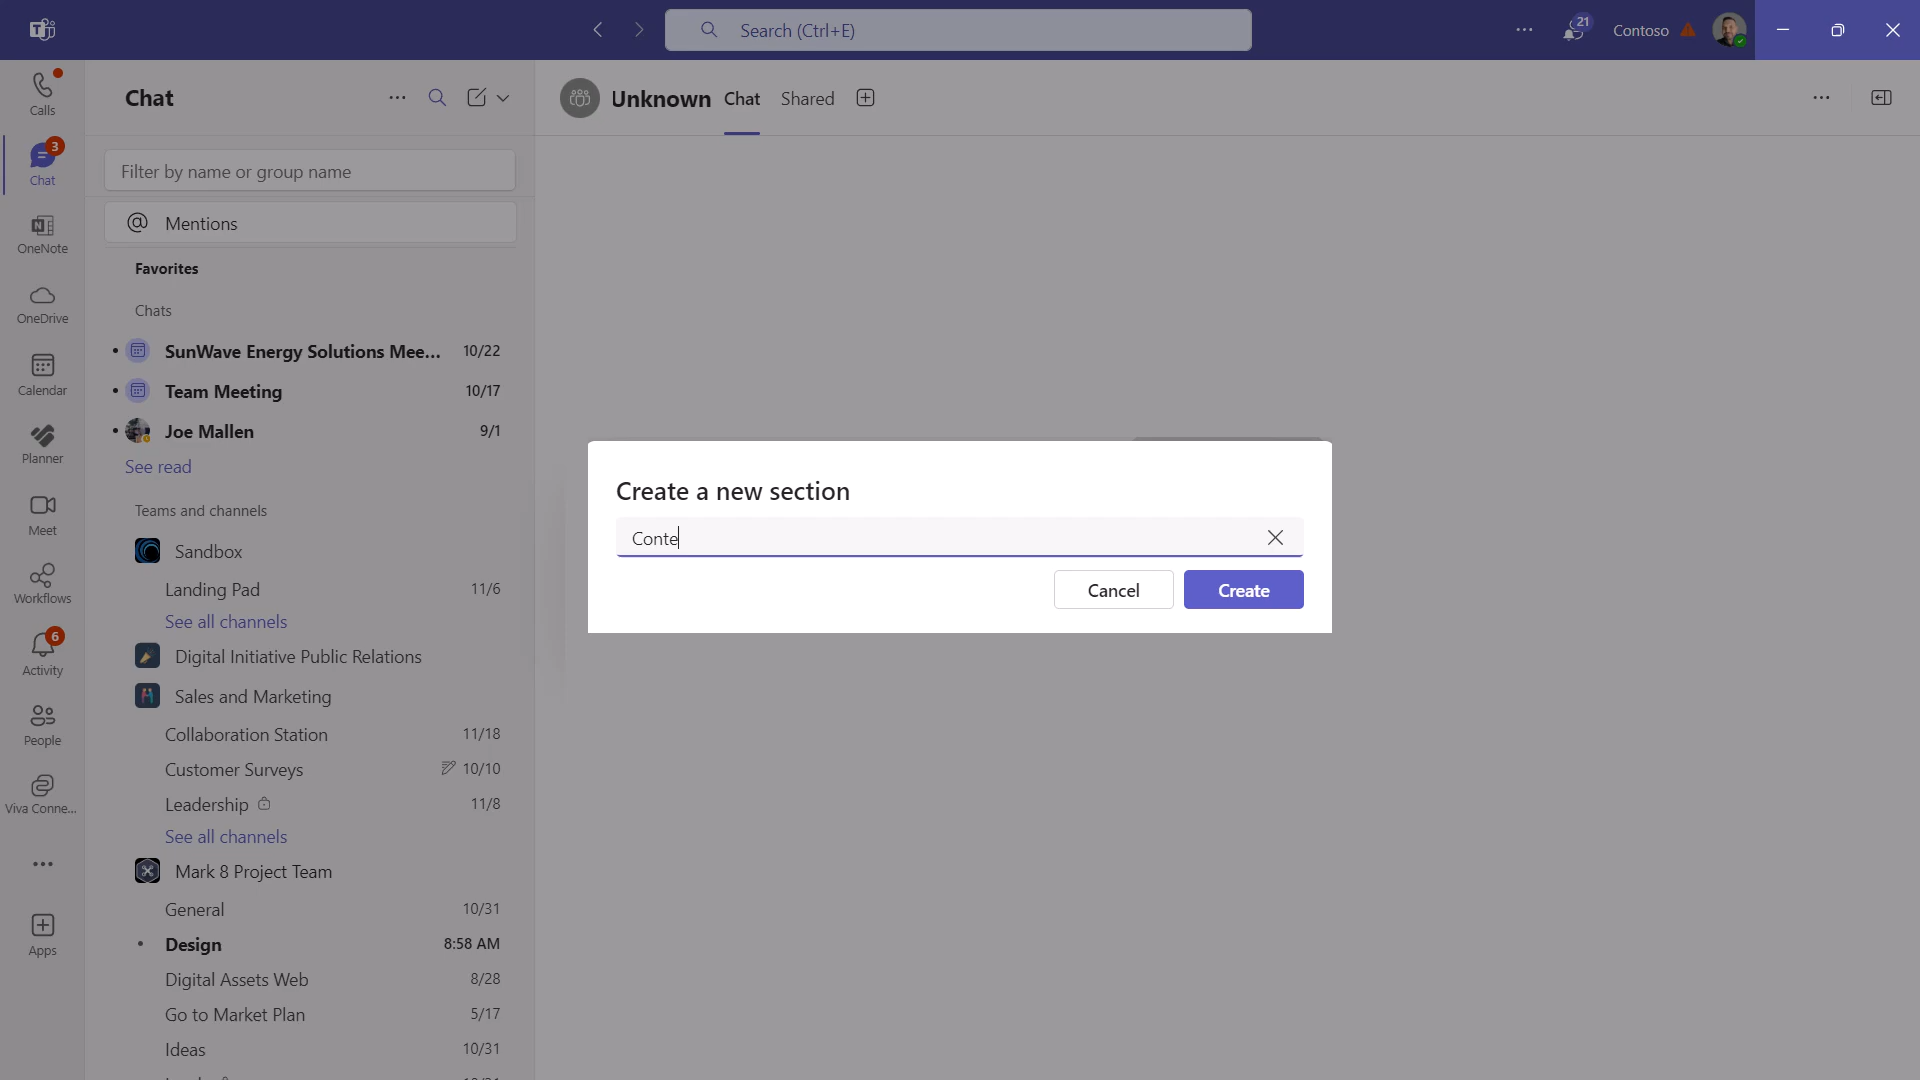 Search (Ctrl+E)
21
Contoso
Calls
3
Chat
OneNote
OneDrive
Calendar
Planner
Meet
Workflows
6
Activity
People
Viva Conne...
Apps
Chat
Filter by name or group name
@ Mentions
Favorites
Chats
SunWave Energy Solutions Mee... 10/22
Team Meeting 10/17
Joe Mallen 9/1
See read
Teams and channels
Sandbox
Landing Pad 11/6
See all channels
Digital Initiative Public Relations
Sales and Marketing
Collaboration Station 11/18
Customer Surveys 10/10
Leadership 11/8
See all channels
Mark 8 Project Team
General 10/31
Design 8:58 AM
Digital Assets Web 8/28
Go to Market Plan 5/17
Ideas 10/31
Unknown Chat Shared
Create a new section
Conte
Cancel Create